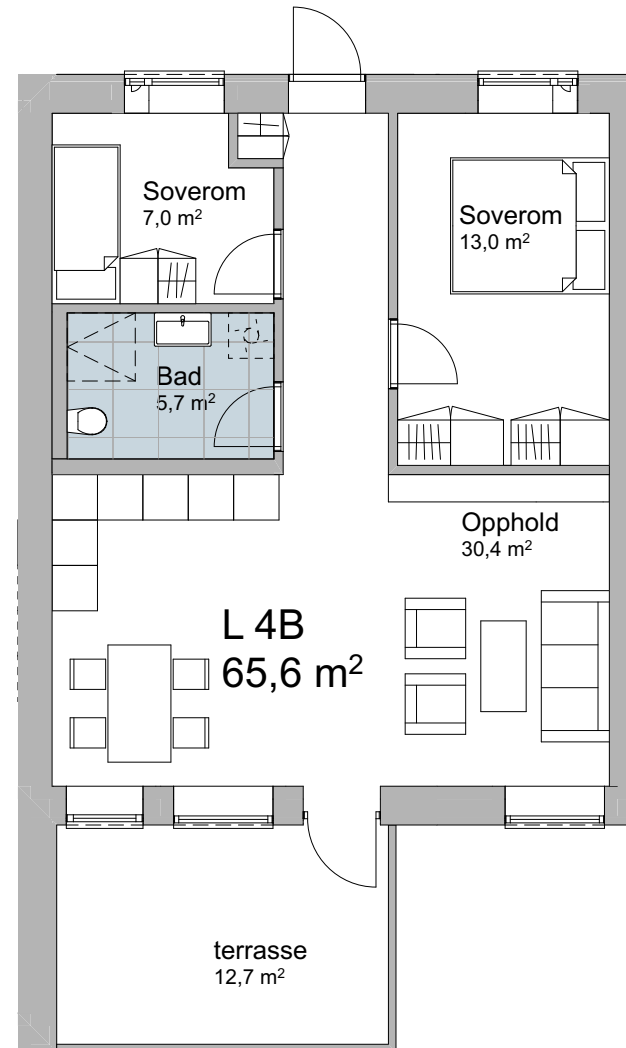 Soverom
7,0 m²
Soverom
13,0 m²
Bad
5,7 m²
Opphold
30,4 m²
L 4B
65,6 m²
terrasse
12,7 m²